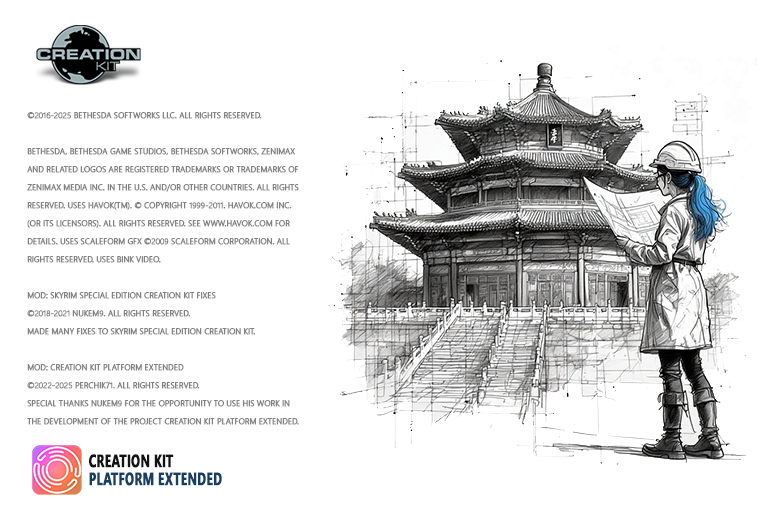 CREATION
KIT
©2016-2025 BETHESDA SOFTWORKS LLC. ALL RIGHTS RESERVED.
BETHESDA, BETHESDA GAME STUDIOS, BETHESDA SOFTWORKS, ZENIMAX
AND RELATED LOGOS ARE REGISTERED TRADEMARKS OR TRADEMARKS OF
ZENIMAX MEDIA INC. IN THE U.S. AND/OR OTHER COUNTRIES. ALL RIGHTS
RESERVED. USES HAVOK(TM). © COPYRIGHT 1999-2011. HAVOK.COM INC.
(OR ITS LICENSORS). ALL RIGHTS RESERVED. SEE WWW.HAVOK.COM FOR
DETAILS. USES SCALEFORM GFX ©2009 SCALEFORM CORPORATION. ALL
RIGHTS RESERVED. USES BINK VIDEO.
MOD: SKYRIM SPECIAL EDITION CREATION KIT FIXES
©2018-2021 NUKEM9. ALL RIGHTS RESERVED.
MADE MANY FIXES TO SKYRIM SPECIAL EDITION CREATION KIT.
MOD: CREATION KIT PLATFORM EXTENDED
©2022-2025 PERCHIK71. ALL RIGHTS RESERVED.
SPECIAL THANKS NUKEM9 FOR THE OPPORTUNITY TO USE HIS WORK IN
THE DEVELOPMENT OF THE PROJECT CREATION KIT PLATFORM EXTENDED.
CREATION KIT
PLATFORM EXTENDED